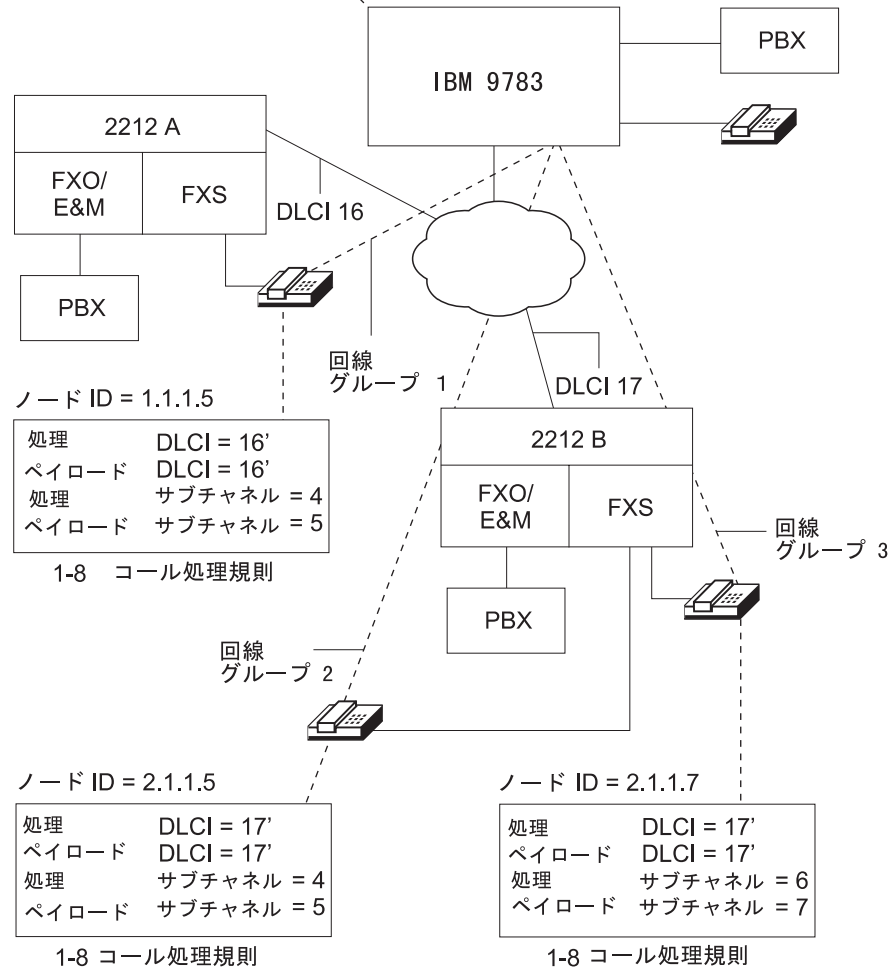 IBM 9783
PBX
2212 A
FXO/
E&M
FXS
DLCI 16
PBX
回線
グループ 1
DLCI 17
ノード ID = 1.1.1.5
処理 DLCI = 16'
ペイロード DLCI = 16'
処理 サブチャネル = 4
ペイロード サブチャネル = 5
1-8 コール処理規則
2212 B
FXO/
E&M
FXS
回線
グループ 3
PBX
回線
グループ 2
ノード ID = 2.1.1.5
処理 DLCI = 17'
ペイロード DLCI = 17'
処理 サブチャネル = 4
ペイロード サブチャネル = 5
1-8 コール処理規則
ノード ID = 2.1.1.7
処理 DLCI = 17'
ペイロード DLCI = 17'
処理 サブチャネル = 6
ペイロード サブチャネル = 7
1-8 コール処理規則